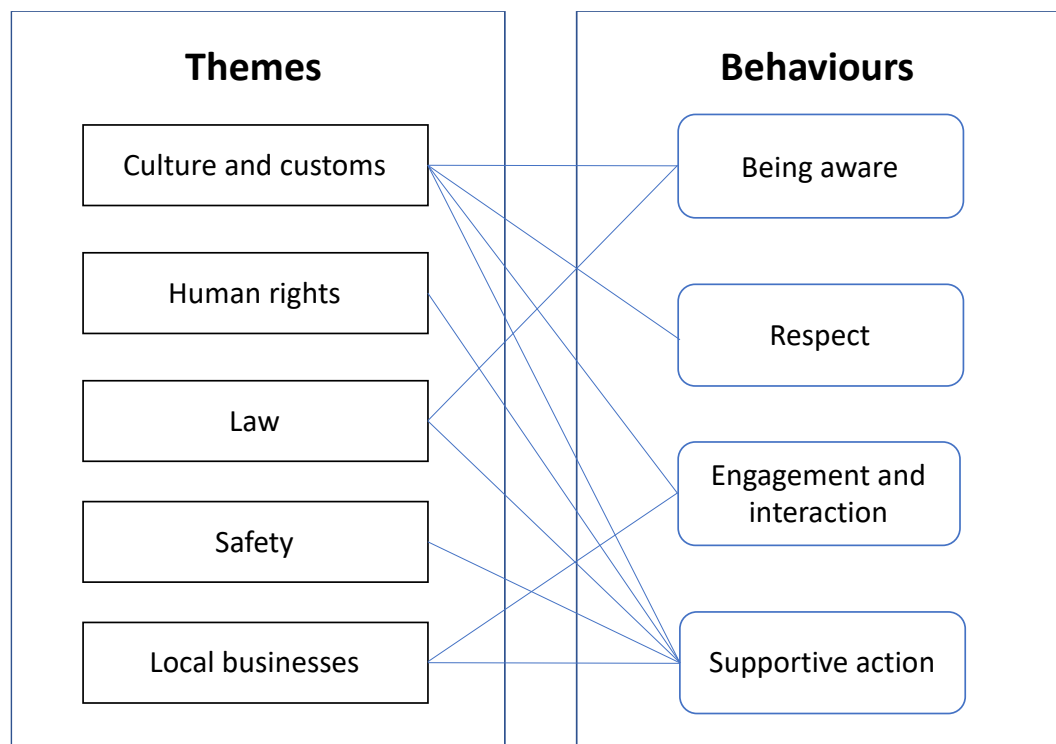 Themes
Culture and customs
Human rights
Law
Safety
Local businesses
Behaviours
Being aware
Respect
Engagement and
interaction
Supportive action